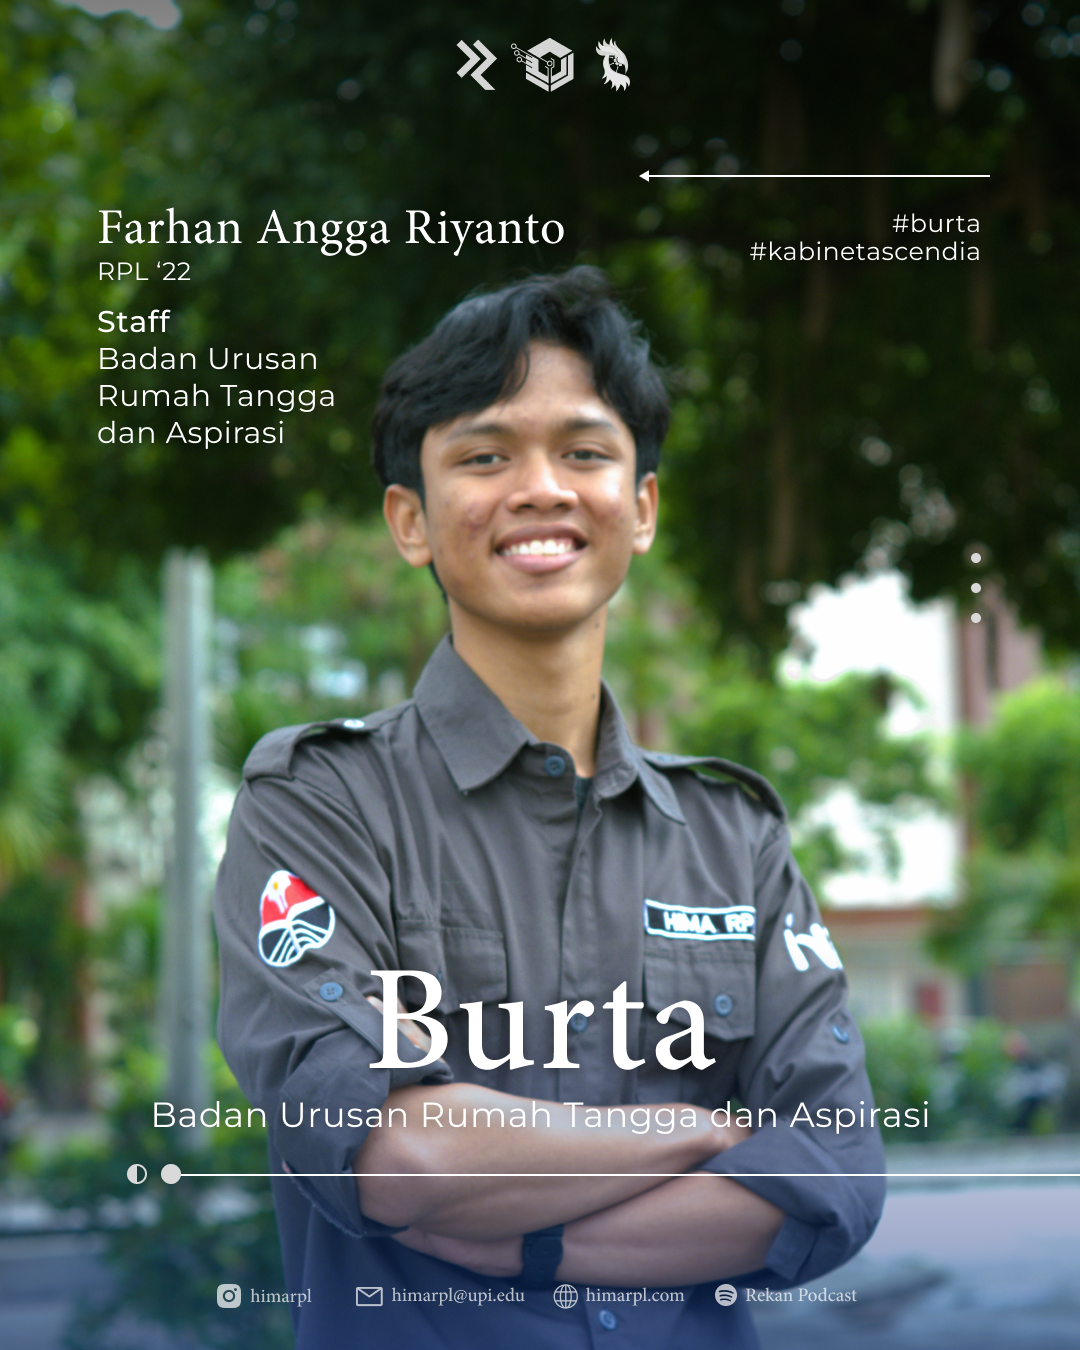 Farhan Angga Riyanto
RPL ‘22
Staff
Badan Urusan
Rumah Tangga
dan Aspirasi
#burta
#kabinetascendia
HIMA RP
Burta
Badan Urusan Rumah Tangga dan Aspirasi
himarpl
himarpl@upi.edu
himarpl.com
Rekan Podcast